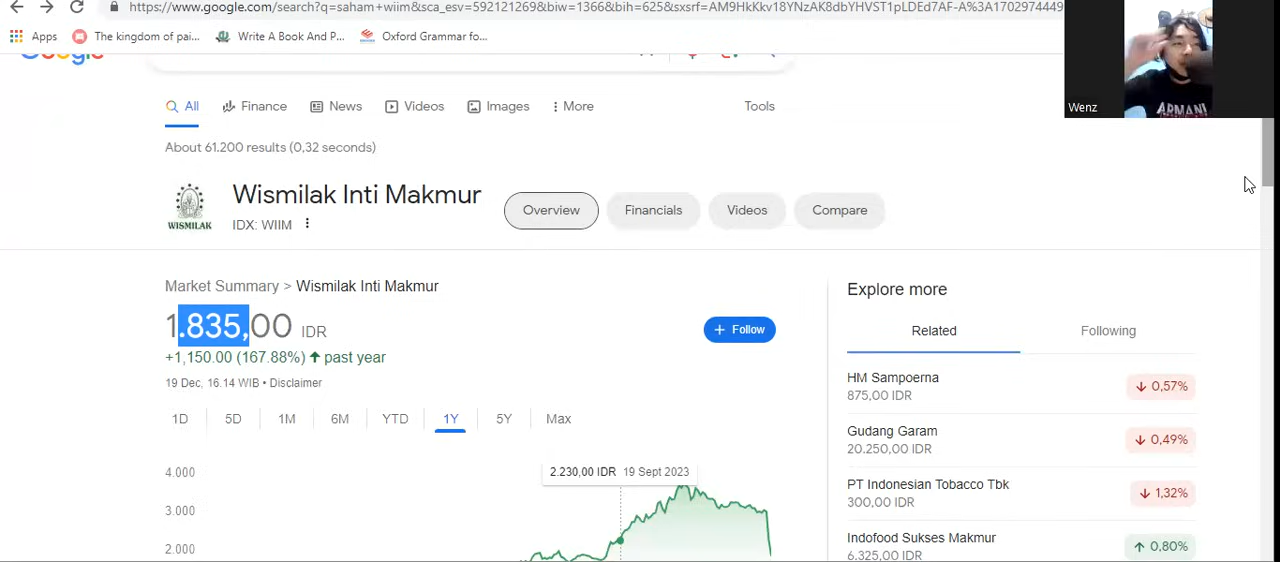 https://www.google.com/search?q=saham+wiim&sca_esv=592121269&biw=1366&bih=625&sxsrf=AM9HkKkv18YNzAK8dbYHVST1pLDEd7AF-A%3A1702974449
Apps
The kingdom of pai...
Write A Book And P...
Oxford Grammar fo...
Google
Wenz
ARMANI
All
Finance
News
Videos
Images
More
Tools
About 61.200 results (0,32 seconds)
WISMILAK
Wismilak Inti Makmur
IDX: WIIM
Overview
Financials
Videos
Compare
Market Summary > Wismilak Inti Makmur
1.835,00 IDR
+ Follow
+1,150.00 (167.88%) ↑ past year
19 Dec, 16.14 WIB • Disclaimer
1D
5D
1M
6M
YTD
1Y
5Y
Max
2.230,00 IDR 19 Sept 2023
4.000
3.000
2.000
Explore more
Related
Following
HM Sampoerna
875,00 IDR
↓ 0,57%
Gudang Garam
20.250,00 IDR
↓ 0,49%
PT Indonesian Tobacco Tbk
300,00 IDR
↓ 1,32%
Indofood Sukses Makmur
6.325,00 IDR
↑ 0,80%